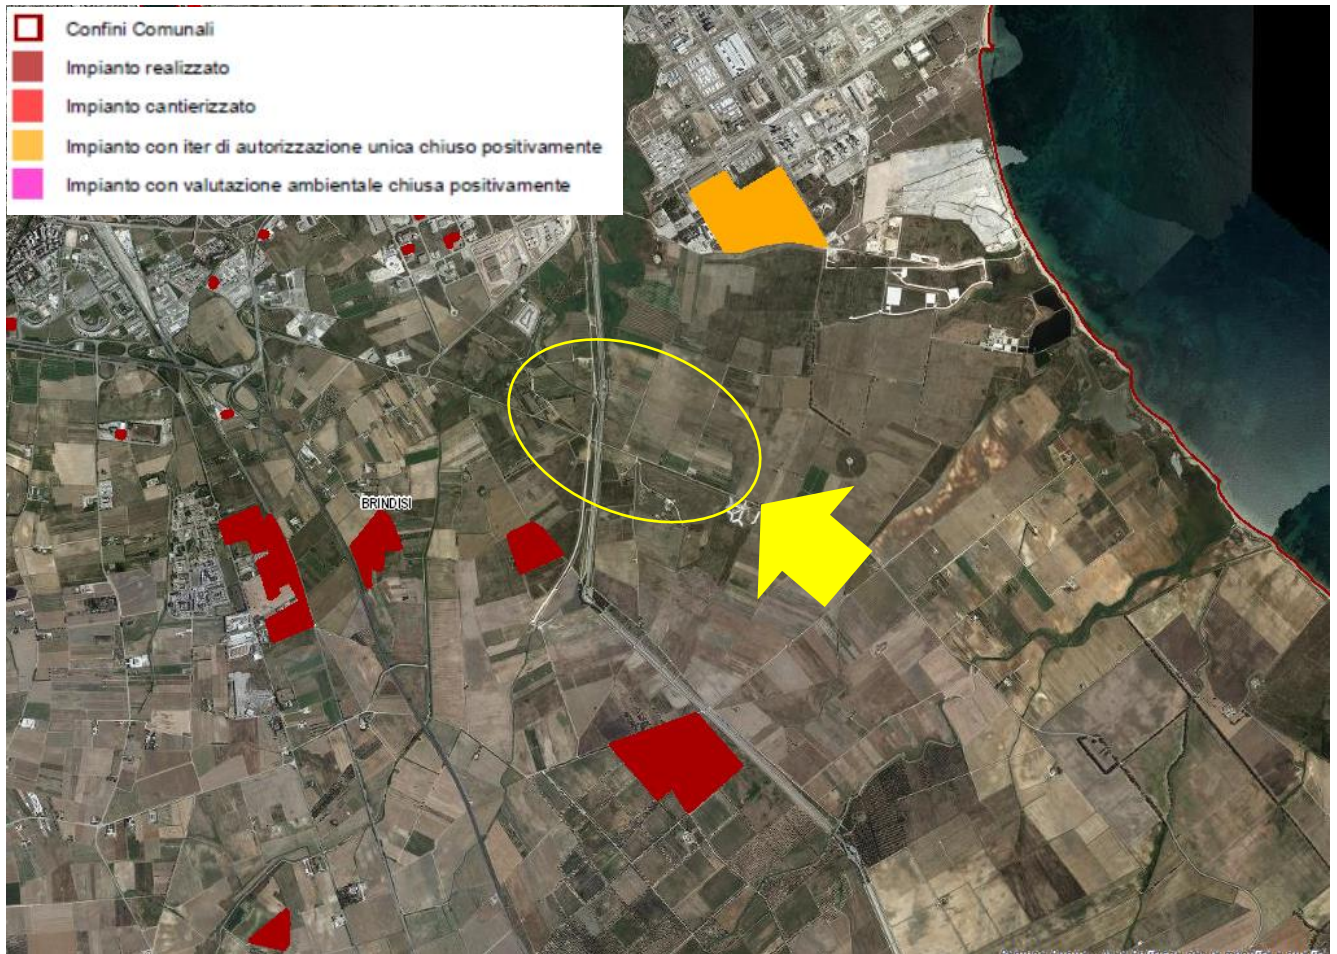 Confini Comunali
Impianto realizzato
Impianto cantierizzato
Impianto con iter di autorizzazione unica chiuso positivamente
Impianto con valutazione ambientale chiusa positivamente
BRINDISI